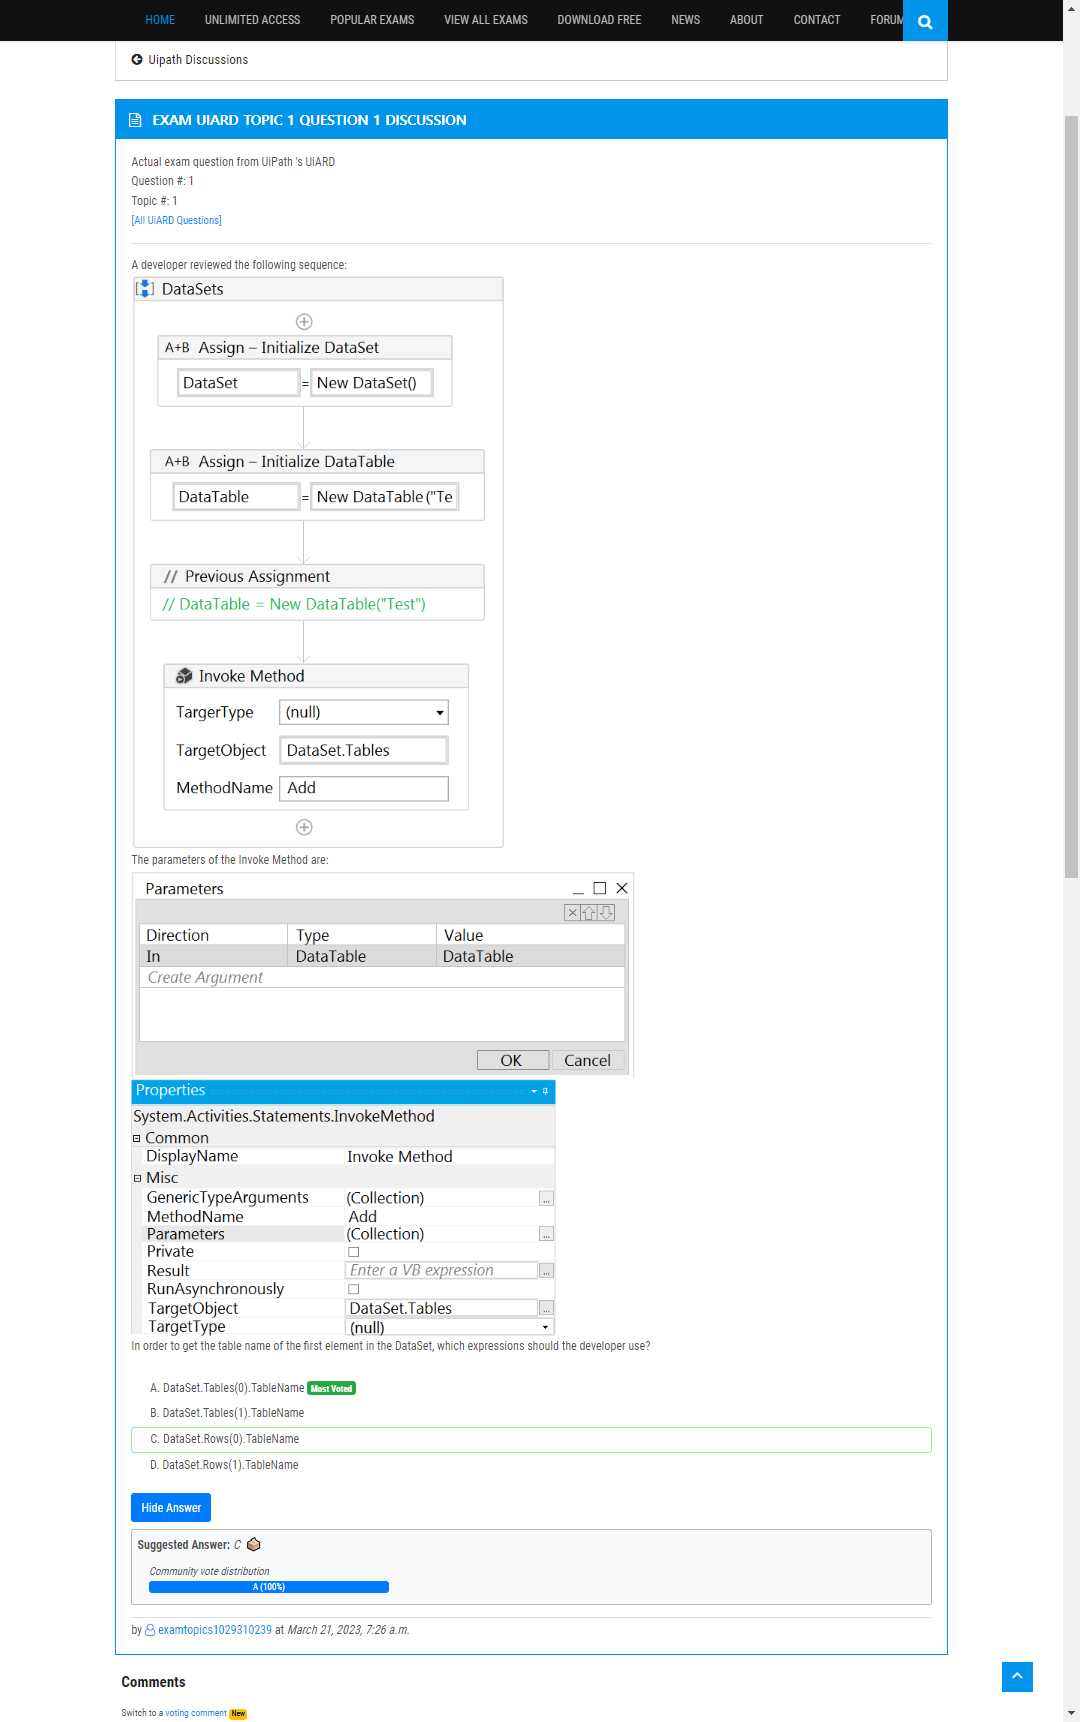 HOME UNLIMITED ACCESS POPULAR EXAMS VIEW ALL EXAMS DOWNLOAD FREE NEWS ABOUT CONTACT FORUM
Uipath Discussions
EXAM UIARD TOPIC 1 QUESTION 1 DISCUSSION
Actual exam question from UiPath 's UiARD
Question #: 1
Topic #: 1
[All UiARD Questions]
A developer reviewed the following sequence:
DataSets
A+B Assign – Initialize DataSet
DataSet = New DataSet()
A+B Assign – Initialize DataTable
DataTable = New DataTable ("Te
// Previous Assignment
// DataTable = New DataTable("Test")
Invoke Method
TargerType (null)
TargetObject DataSet.Tables
MethodName Add
The parameters of the Invoke Method are:
Parameters
Direction Type Value
In DataTable DataTable
Create Argument
OK Cancel
Properties
System.Activities.Statements.InvokeMethod
Common
DisplayName Invoke Method
Misc
GenericTypeArguments (Collection) ...
MethodName Add
Parameters (Collection) ...
Private
Result Enter a VB expression ...
RunAsynchronously
TargetObject DataSet.Tables ...
TargetType (null)
In order to get the table name of the first element in the DataSet, which expressions should the developer use?
A. DataSet.Tables(0).TableName Most Voted
B. DataSet.Tables(1).TableName
C. DataSet.Rows(0).TableName
D. DataSet.Rows(1).TableName
Hide Answer
Suggested Answer: C
Community vote distribution
A (100%)
by examtopics1029310239 at March 21, 2023, 7:26 a.m.
Comments
Switch to a voting comment New